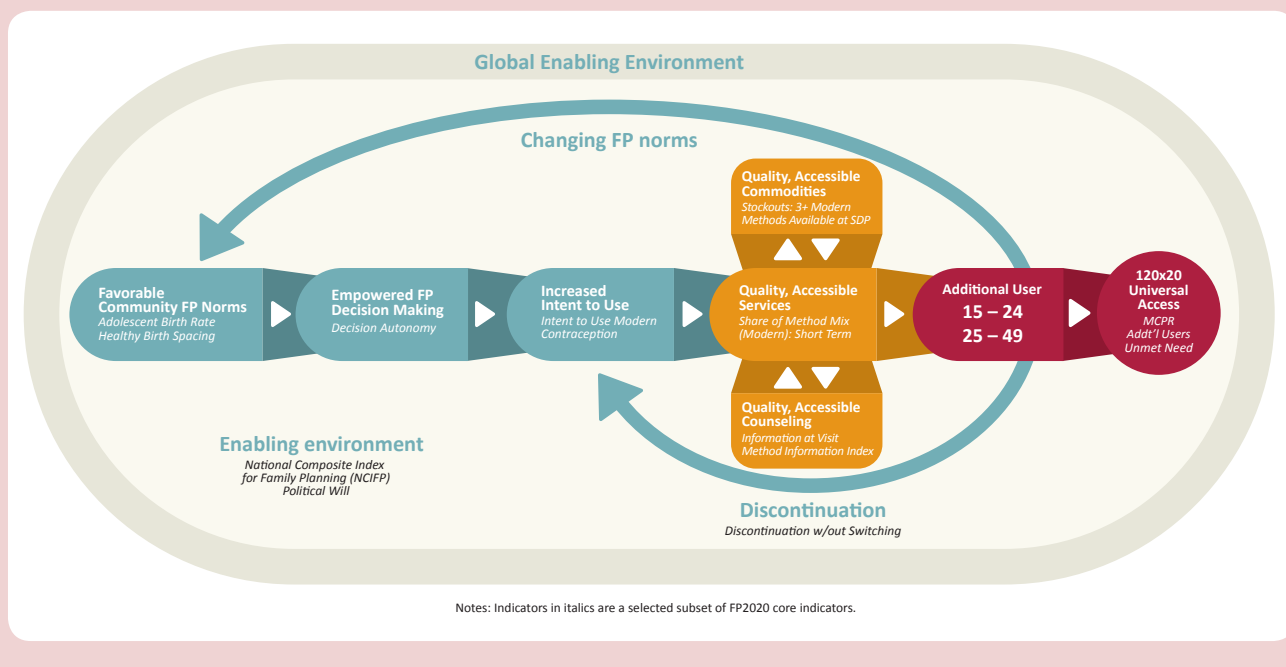 Global Enabling Environment
Changing FP norms
Quality, Accessible
Commodities
Stockouts: 3+ Modern
Methods Available at SDP
Favorable
Community FP Norms
Adolescent Birth Rate
Healthy Birth Spacing
Empowered FP
Decision Making
Decision Autonomy
Increased
Intent to Use
Intent to Use Modern
Contraception
Quality, Accessible
Services
Share of Method Mix
(Modern): Short Term
Additional User
15 – 24
25 – 49
120x20
Universal
Access
MCPR
Addt’l Users
Unmet Need
Quality, Accessible
Counseling
Information at Visit
Method Information Index
Enabling environment
National Composite Index
for Family Planning (NCIFP)
Political Will
Discontinuation
Discontinuation w/out Switching
Notes: Indicators in italics are a selected subset of FP2020 core indicators.